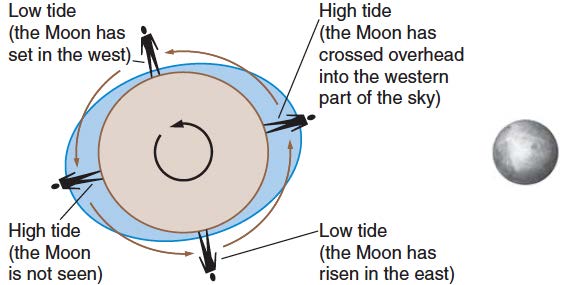 Low tide
(the Moon has
set in the west)
High tide
(the Moon has
crossed overhead
into the western
part of the sky)
High tide
(the Moon
is not seen)
Low tide
(the Moon has
risen in the east)